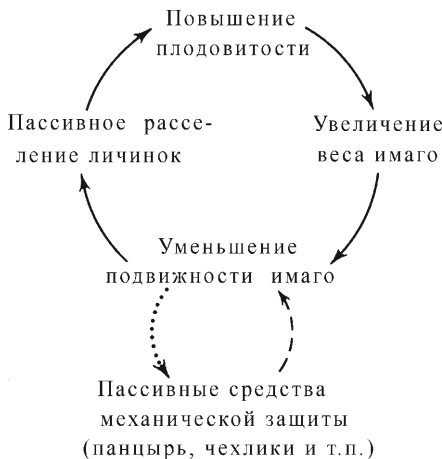 Повышение
плодовитости
Пассивное рассе-
ление личинок
Увеличение
веса имаго
Уменьшение
подвижности имаго
Пассивные средства
механической защиты
(панцырь, чехлики и т.п.)